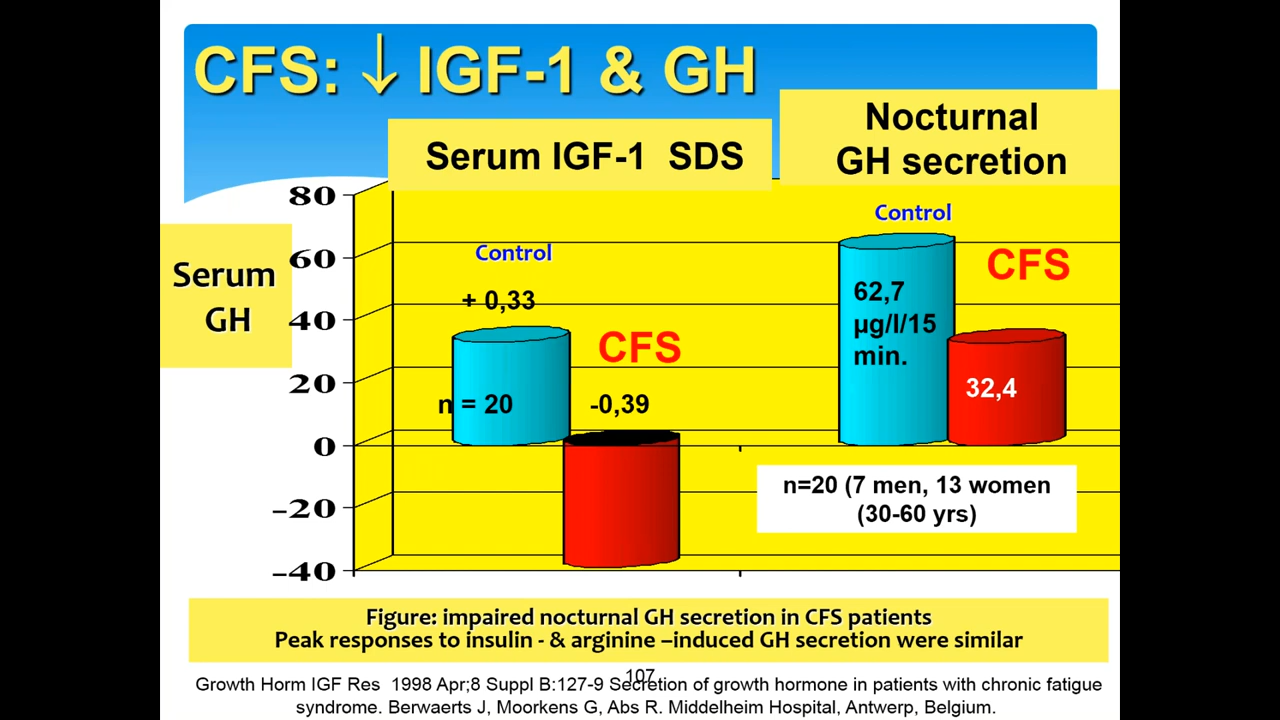 CFS: ↓ IGF-1 & GH
Serum IGF-1 SDS
Nocturnal
GH secretion
Serum
GH
80
60
40
20
0
-20
-40
Control
+ 0,33
n = 20
CFS
-0,39
Control
62,7
µg/l/15
min.
CFS
32,4
n=20 (7 men, 13 women
(30-60 yrs)
Figure: impaired nocturnal GH secretion in CFS patients
Peak responses to insulin - & arginine –induced GH secretion were similar
107
Growth Horm IGF Res 1998 Apr;8 Suppl B:127-9 Secretion of growth hormone in patients with chronic fatigue
syndrome. Berwaerts J, Moorkens G, Abs R. Middelheim Hospital, Antwerp, Belgium.